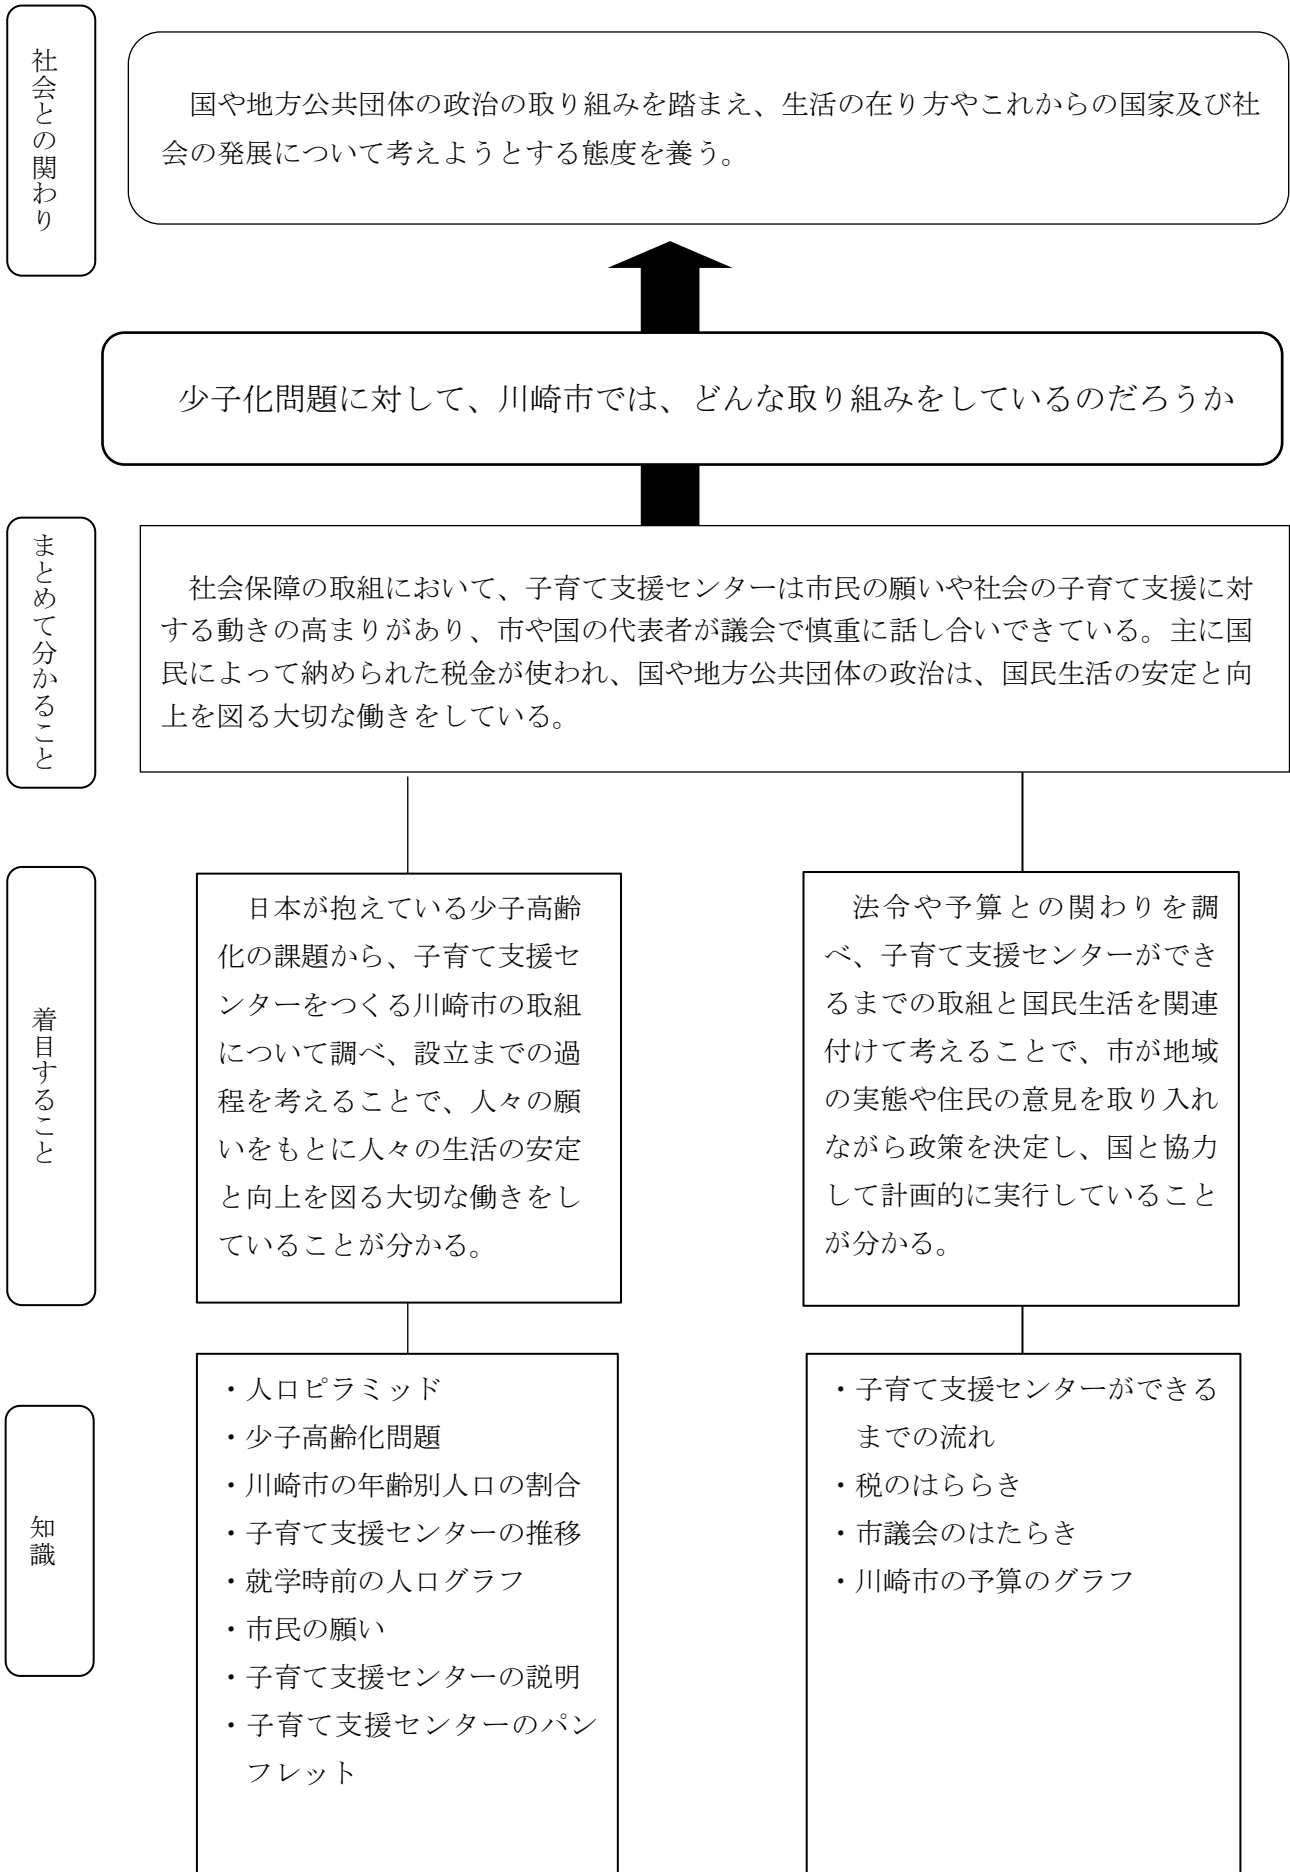 社会との関わり
国や地方公共団体の政治の取り組みを踏まえ、生活の在り方やこれからの国家及び社
会の発展について考えようとする態度を養う。
少子化問題に対して、川崎市では、どんな取り組みをしているのだろうか
まとめて分かること
社会保障の取組において、子育て支援センターは市民の願いや社会の子育て支援に対
する動きの高まりがあり、市や国の代表者が議会で慎重に話し合いできている。主に国
民によって納められた税金が使われ、国や地方公共団体の政治は、国民生活の安定と向
上を図る大切な働きをしている。
着目すること
日本が抱えている少子高齢
化の課題から、子育て支援セ
ンターをつくる川崎市の取組
について調べ、設立までの過
程を考えることで、人々の願
いをもとに人々の生活の安定
と向上を図る大切な働きをし
ていることが分かる。
法令や予算との関わりを調
べ、子育て支援センターができ
るまでの取組と国民生活を関連
付けて考えることで、市が地域
の実態や住民の意見を取り入れ
ながら政策を決定し、国と協力
して計画的に実行していること
が分かる。
知識
・人口ピラミッド
・少子高齢化問題
・川崎市の年齢別人口の割合
・子育て支援センターの推移
・就学時前の人口グラフ
・市民の願い
・子育て支援センターの説明
・子育て支援センターのパン
フレット
・子育て支援センターができる
までの流れ
・税のはららき
・市議会のはたらき
・川崎市の予算のグラフ